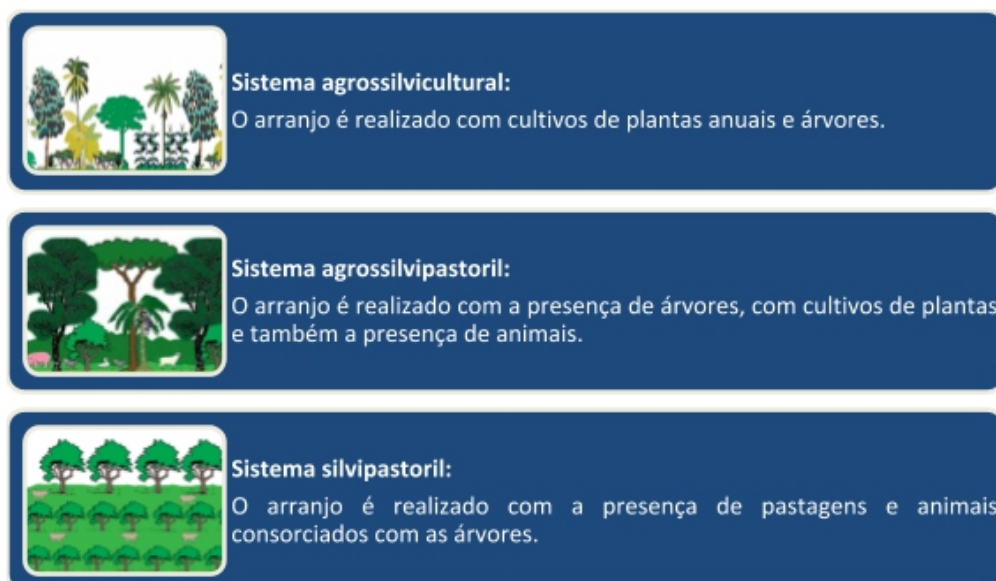 Sistema agrossilvicultural:
O arranjo é realizado com cultivos de plantas anuais e árvores.
Sistema agrossilvipastoril:
O arranjo é realizado com a presença de árvores, com cultivos de plantas
e também a presença de animais.
Sistema silvipastoril:
O arranjo é realizado com a presença de pastagens e animais
consorciados com as árvores.